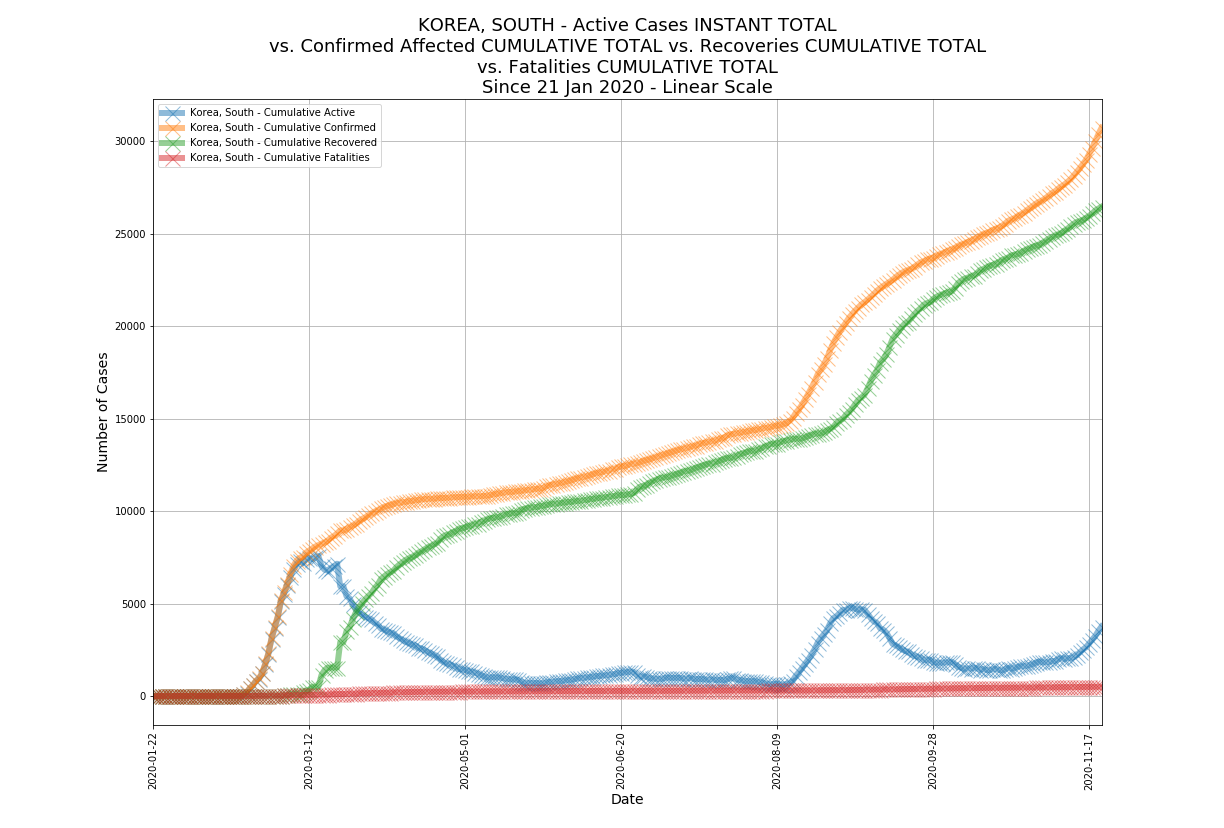 KOREA, SOUTH - Active Cases INSTANT TOTAL
vs. Confirmed Affected CUMULATIVE TOTAL vs. Recoveries CUMULATIVE TOTAL
vs. Fatalities CUMULATIVE TOTAL
Since 21 Jan 2020 - Linear Scale
Korea, South - Cumulative Active
Korea, South - Cumulative Confirmed
Korea, South - Cumulative Recovered
Korea, South - Cumulative Fatalities
Number of Cases
30000
25000
20000
15000
10000
5000
0
2020-01-22
2020-03-12
2020-05-01
2020-06-20
2020-08-09
2020-09-28
2020-11-17
Date